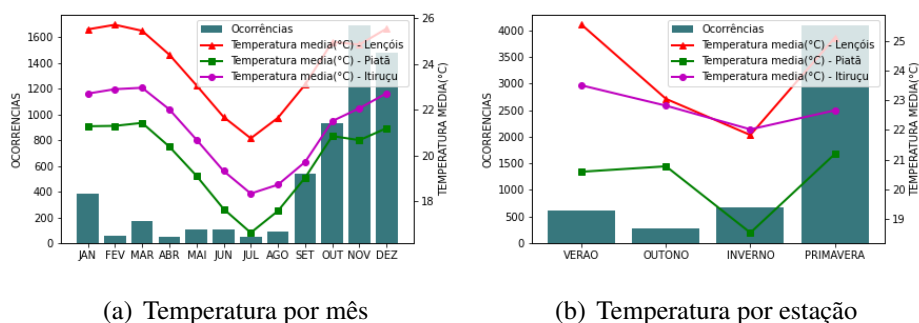 Ocorrências
Temperatura media(°C) - Lençóis
Temperatura media(°C) - Piatã
Temperatura media(°C) - Itiruçu
OCORRENCIAS
1600
1400
1200
1000
800
600
400
200
0
JAN FEV MAR ABR MAI JUN JUL AGO SET OUT NOV DEZ
26
24
22
20
18
TEMPERATURA MEDIA(°C)
(a) Temperatura por mês
Ocorrências
Temperatura media(°C) - Lençóis
Temperatura media(°C) - Piatã
Temperatura media(°C) - Itiruçu
OCORRENCIAS
4000
3500
3000
2500
2000
1500
1000
500
0
VERAO OUTONO INVERNO PRIMAVERA
25
24
23
22
21
20
19
TEMPERATURA MEDIA(°C)
(b) Temperatura por estação